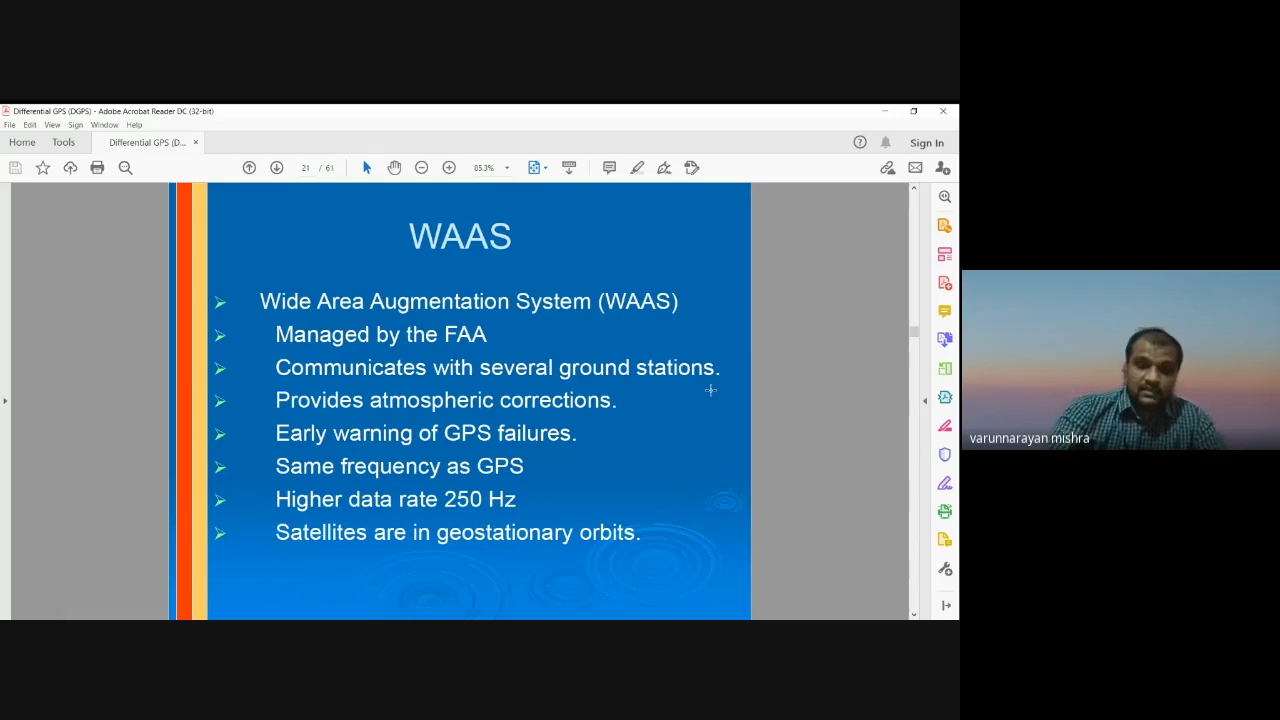 Differential GPS (DGPS) - Adobe Acrobat Reader DC (32-bit)
File Edit View Sign Window Help
Home Tools Differential GPS (D... × Sign In
21 / 61 85.3%
WAAS
Wide Area Augmentation System (WAAS)
Managed by the FAA
Communicates with several ground stations.
Provides atmospheric corrections.
Early warning of GPS failures.
Same frequency as GPS
Higher data rate 250 Hz
Satellites are in geostationary orbits.
varunnarayan mishra